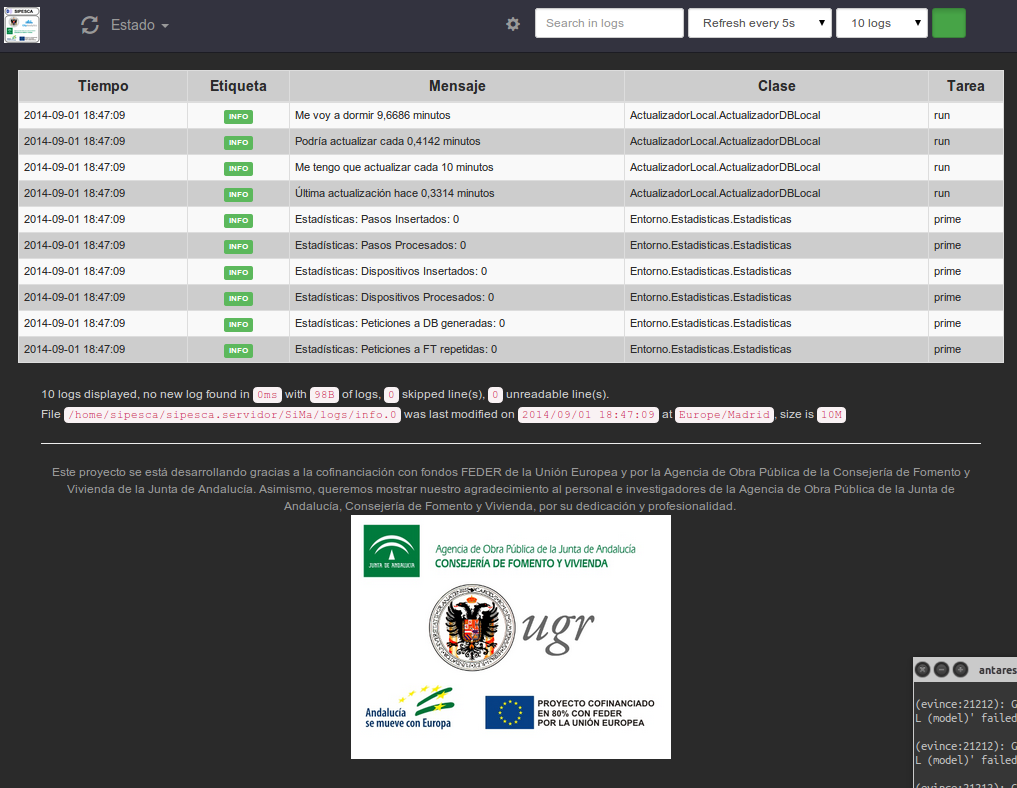 SIPESCA
Estado
Search in logs
Refresh every 5s
10 logs
Tiempo Etiqueta Mensaje Clase Tarea
2014-09-01 18:47:09 INFO Me voy a dormir 9,6686 minutos ActualizadorLocal.ActualizadorDBLocal run
2014-09-01 18:47:09 INFO Podría actualizar cada 0,4142 minutos ActualizadorLocal.ActualizadorDBLocal run
2014-09-01 18:47:09 INFO Me tengo que actualizar cada 10 minutos ActualizadorLocal.ActualizadorDBLocal run
2014-09-01 18:47:09 INFO Última actualización hace 0,3314 minutos ActualizadorLocal.ActualizadorDBLocal run
2014-09-01 18:47:09 INFO Estadísticas: Pasos Insertados: 0 Entorno.Estadisticas.Estadisticas prime
2014-09-01 18:47:09 INFO Estadísticas: Pasos Procesados: 0 Entorno.Estadisticas.Estadisticas prime
2014-09-01 18:47:09 INFO Estadísticas: Dispositivos Insertados: 0 Entorno.Estadisticas.Estadisticas prime
2014-09-01 18:47:09 INFO Estadísticas: Dispositivos Procesados: 0 Entorno.Estadisticas.Estadisticas prime
2014-09-01 18:47:09 INFO Estadísticas: Peticiones a DB generadas: 0 Entorno.Estadisticas.Estadisticas prime
2014-09-01 18:47:09 INFO Estadísticas: Peticiones a FT repetidas: 0 Entorno.Estadisticas.Estadisticas prime
10 logs displayed, no new log found in 0ms with 98B of logs, 0 skipped line(s), 0 unreadable line(s).
File /home/sipesca/sipesca.servidor/SiMa/logs/info.0 was last modified on 2014/09/01 18:47:09 at Europe/Madrid, size is 10M
Este proyecto se está desarrollando gracias a la cofinanciación con fondos FEDER de la Unión Europea y por la Agencia de Obra Pública de la Consejería de Fomento y
Vivienda de la Junta de Andalucía. Asimismo, queremos mostrar nuestro agradecimiento al personal e investigadores de la Agencia de Obra Pública de la Junta de
Andalucía, Consejería de Fomento y Vivienda, por su dedicación y profesionalidad.
JUNTA DE ANDALUCIA
Agencia de Obra Pública de la Junta de Andalucía
CONSEJERÍA DE FOMENTO Y VIVIENDA
ugr
Andalucía
se mueve con Europa
PROYECTO COFINANCIADO
EN 80% CON FEDER
POR LA UNIÓN EUROPEA
antares
(evince:21212): G
L (model)' failed
(evince:21212): G
L (model)' failed
(evince:21212): G